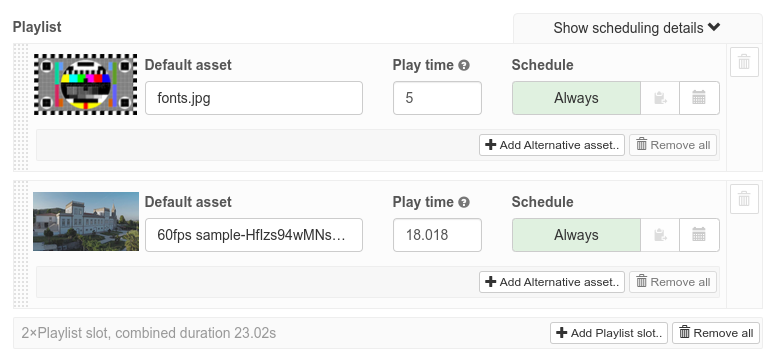 Playlist
Show scheduling details
Default asset
Play time
Schedule
fonts.jpg
5
Always
Add Alternative asset..
Remove all
Default asset
Play time
Schedule
60fps sample-Hflzs94wMNs…
18.018
Always
Add Alternative asset..
Remove all
2×Playlist slot, combined duration 23.02s
Add Playlist slot..
Remove all